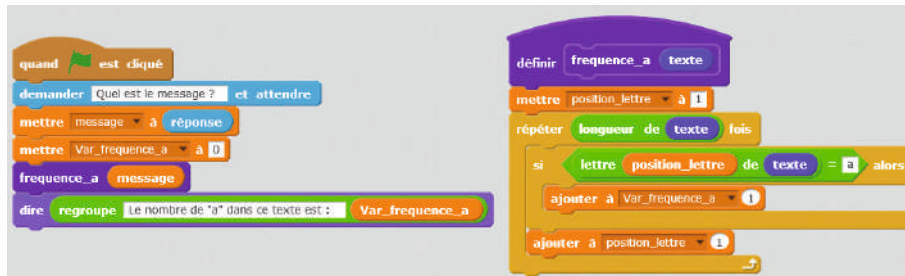 quand est cliqué
demander Quel est le message ? et attendre
mettre message à réponse
mettre Var_frequence_a à 0
frequence_a message
dire regroupe Le nombre de "a" dans ce texte est : Var_frequence_a
définir frequence_a texte
mettre position_lettre à 1
répéter longueur de texte fois
si lettre position_lettre de texte = a alors
ajouter à Var_frequence_a 1
ajouter à position_lettre 1